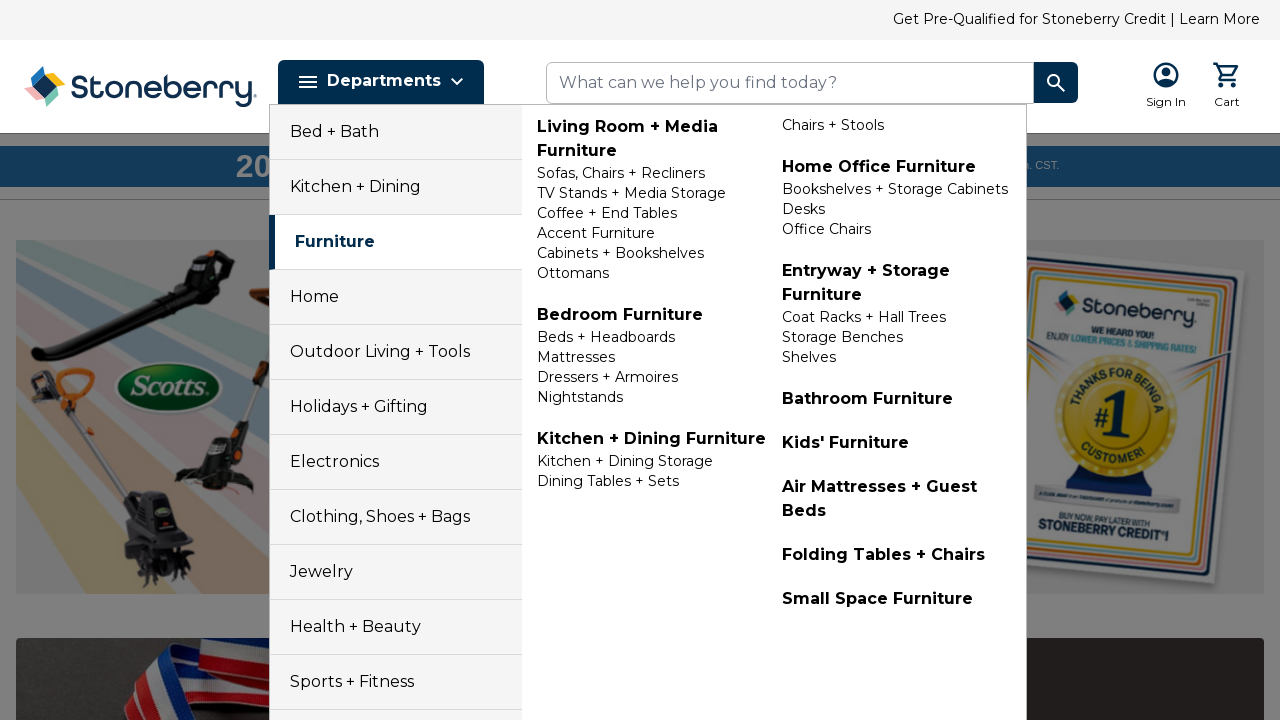 Get Pre-Qualified for Stoneberry Credit | Learn More
Stoneberry
Departments
What can we help you find today?
Sign In
Cart
20
m. CST.
Bed + Bath
Kitchen + Dining
Furniture
Home
Outdoor Living + Tools
Holidays + Gifting
Electronics
Clothing, Shoes + Bags
Jewelry
Health + Beauty
Sports + Fitness
Living Room + Media
Furniture
Sofas, Chairs + Recliners
TV Stands + Media Storage
Coffee + End Tables
Accent Furniture
Cabinets + Bookshelves
Ottomans
Bedroom Furniture
Beds + Headboards
Mattresses
Dressers + Armoires
Nightstands
Kitchen + Dining Furniture
Kitchen + Dining Storage
Dining Tables + Sets
Chairs + Stools
Home Office Furniture
Bookshelves + Storage Cabinets
Desks
Office Chairs
Entryway + Storage
Furniture
Coat Racks + Hall Trees
Storage Benches
Shelves
Bathroom Furniture
Kids' Furniture
Air Mattresses + Guest
Beds
Folding Tables + Chairs
Small Space Furniture
Scotts
Stoneberry
WE HEARD YOU!
ENJOY LOWER PRICES & SHIPPING RATES!
THANKS FOR BEING A
#1
CUSTOMER!
BUY NOW, PAY LATER WITH
STONEBERRY CREDIT!